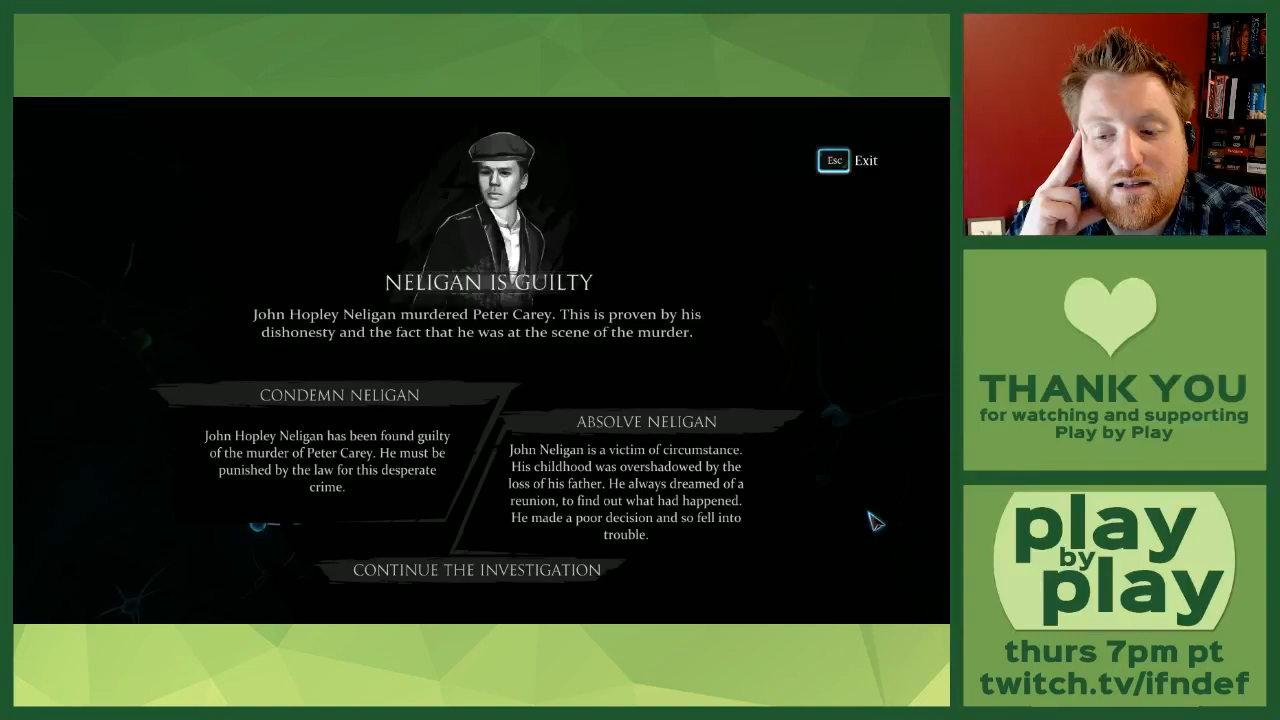 Esc Exit
NELIGAN IS GUILTY
John Hopley Neligan murdered Peter Carey. This is proven by his
dishonesty and the fact that he was at the scene of the murder.
CONDEMN NELIGAN
John Hopley Neligan has been found guilty
of the murder of Peter Carey. He must be
punished by the law for this desperate
crime.
ABSOLVE NELIGAN
John Neligan is a victim of circumstance.
His childhood was overshadowed by the
loss of his father. He always dreamed of a
reunion, to find out what had happened.
He made a poor decision and so fell into
trouble.
CONTINUE THE INVESTIGATION
THANK YOU
for watching and supporting
Play by Play
play
by
play
thurs 7pm pt
twitch.tv/ifndef